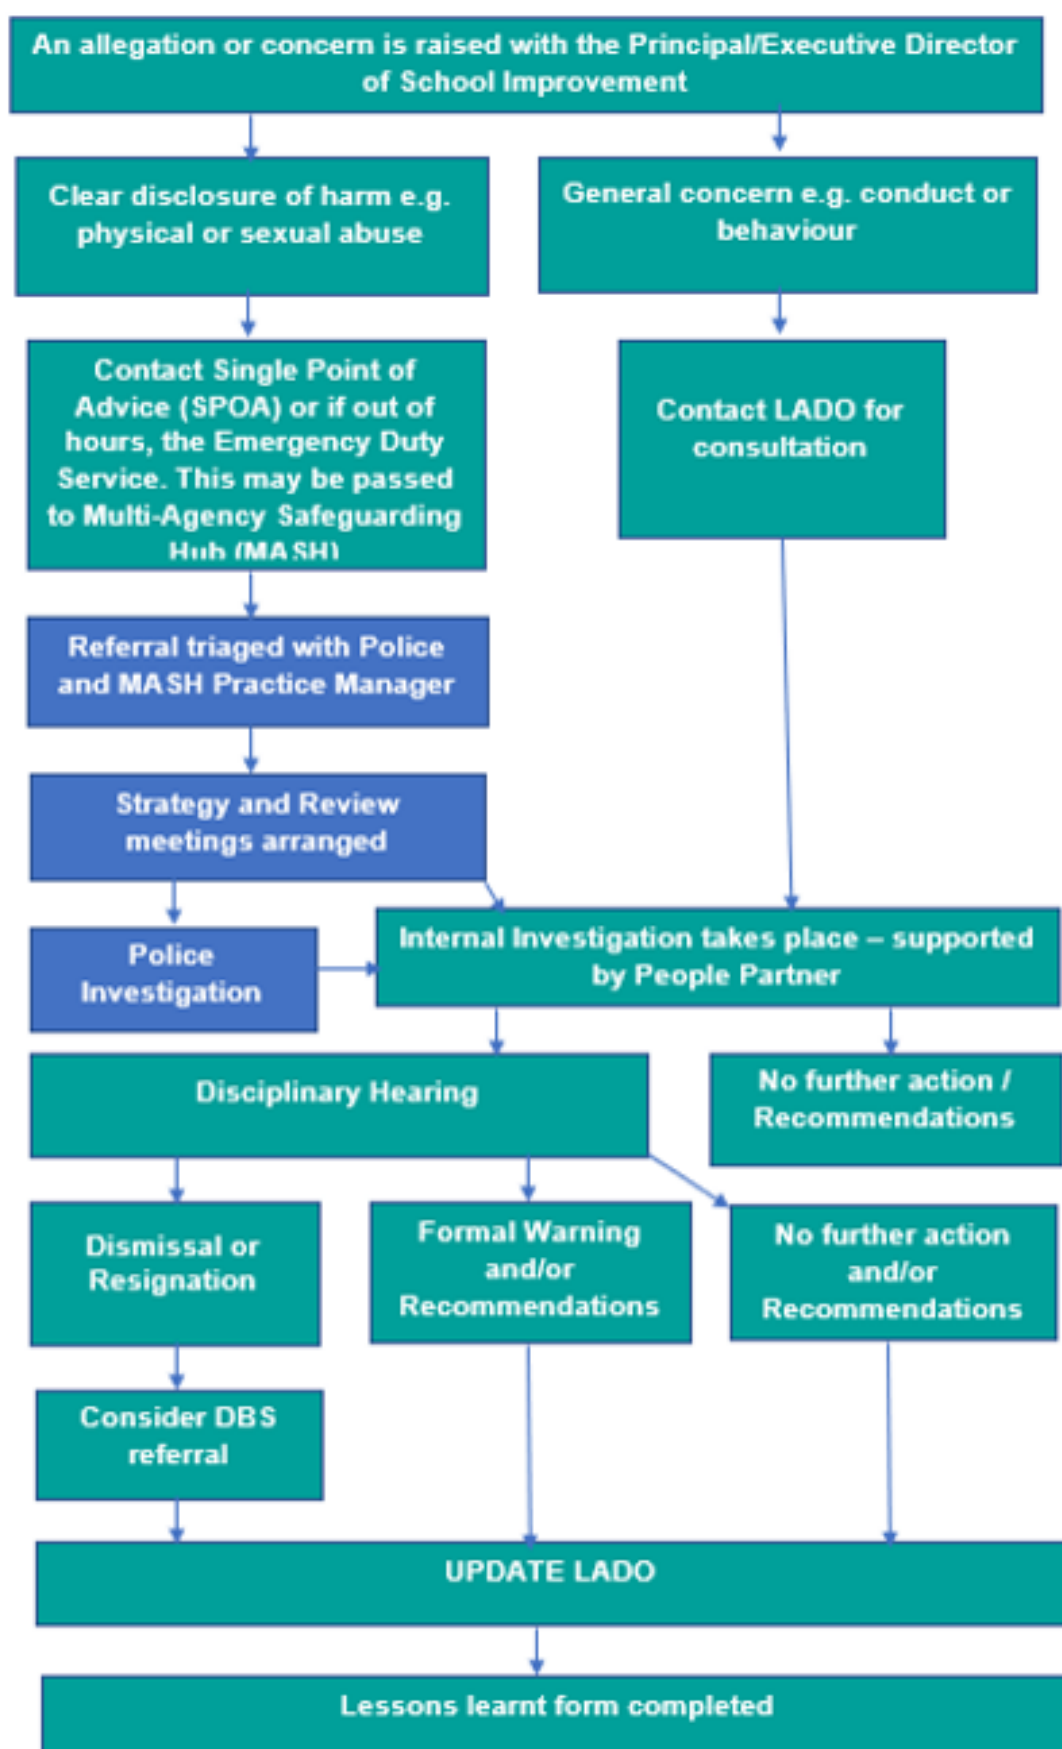 An allegation or concern is raised with the Principal/Executive Director
of School Improvement
Clear disclosure of harm e.g.
physical or sexual abuse
General concern e.g. conduct or
behaviour
Contact Single Point of
Advice (SPOA) or if out of
hours, the Emergency Duty
Service. This may be passed
to Multi-Agency Safeguarding
Hub (MASH)
Contact LADO for
consultation
Referral triaged with Police
and MASH Practice Manager
Strategy and Review
meetings arranged
Police
Investigation
Internal Investigation takes place – supported
by People Partner
Disciplinary Hearing
No further action /
Recommendations
Dismissal or
Resignation
Formal Warning
and/or
Recommendations
No further action
and/or
Recommendations
Consider DBS
referral
UPDATE LADO
Lessons learnt form completed